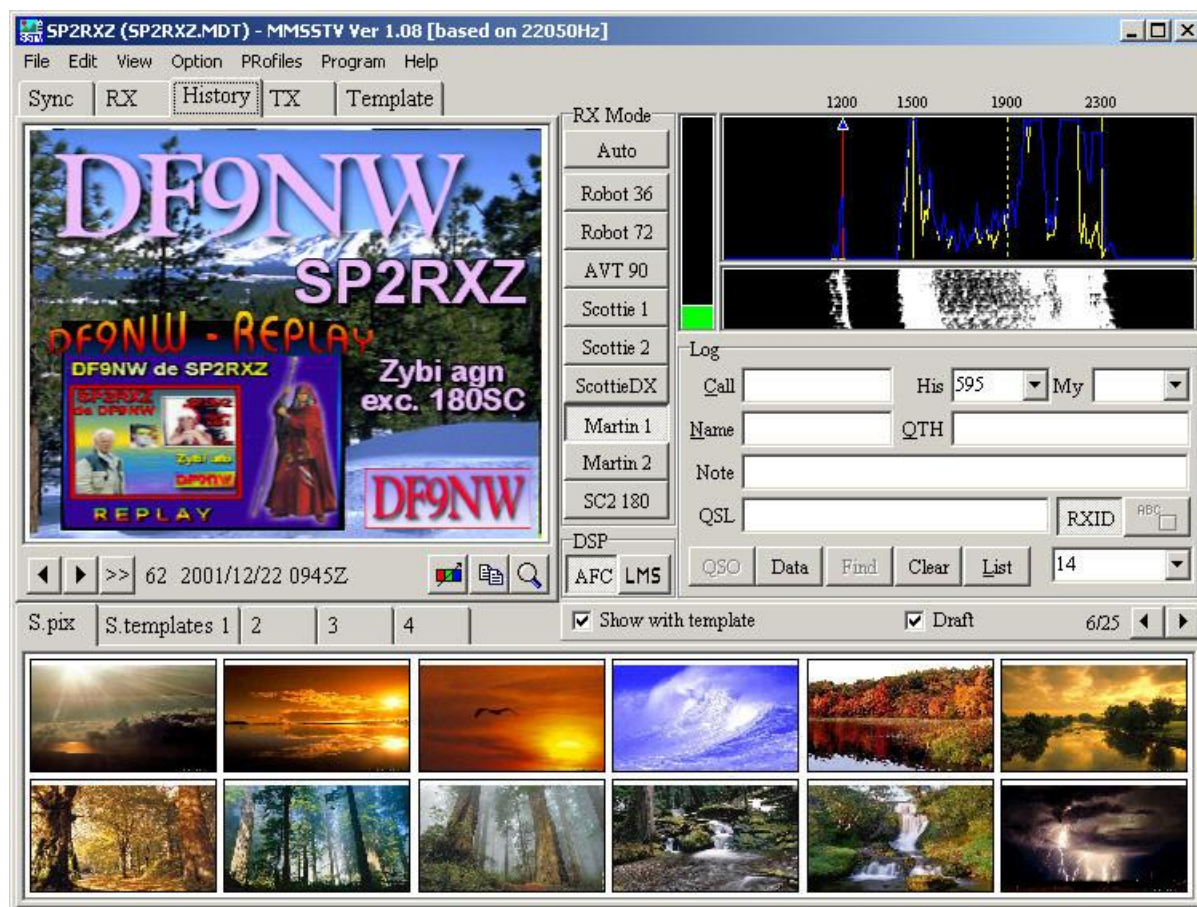 SP2RXZ (SP2RXZ.MDT) - MMSSTV Ver 1.08 [based on 22050Hz]
File Edit View Option PRofiles Program Help
Sync RX History TX Template
DF9NW
SP2RXZ
DF9NW - REPLAY
DF9NW de SP2RXZ
SP2RXZ
de DF9NW
DF9NW
REPLAY
Zybi agn
exc. 180SC
DF9NW
62 2001/12/22 0945Z
>>
RX Mode
Auto
Robot 36
Robot 72
AVT 90
Scottie 1
Scottie 2
ScottieDX
Martin 1
Martin 2
SC2 180
DSP
AFC LMS
1200 1500 1900 2300
Log
Call His 595 My
Name QTH
Note
QSL RXID ABC
QSO Data Find Clear List 14
S.pix S.templates 1 2 3 4
Show with template Draft 6/25